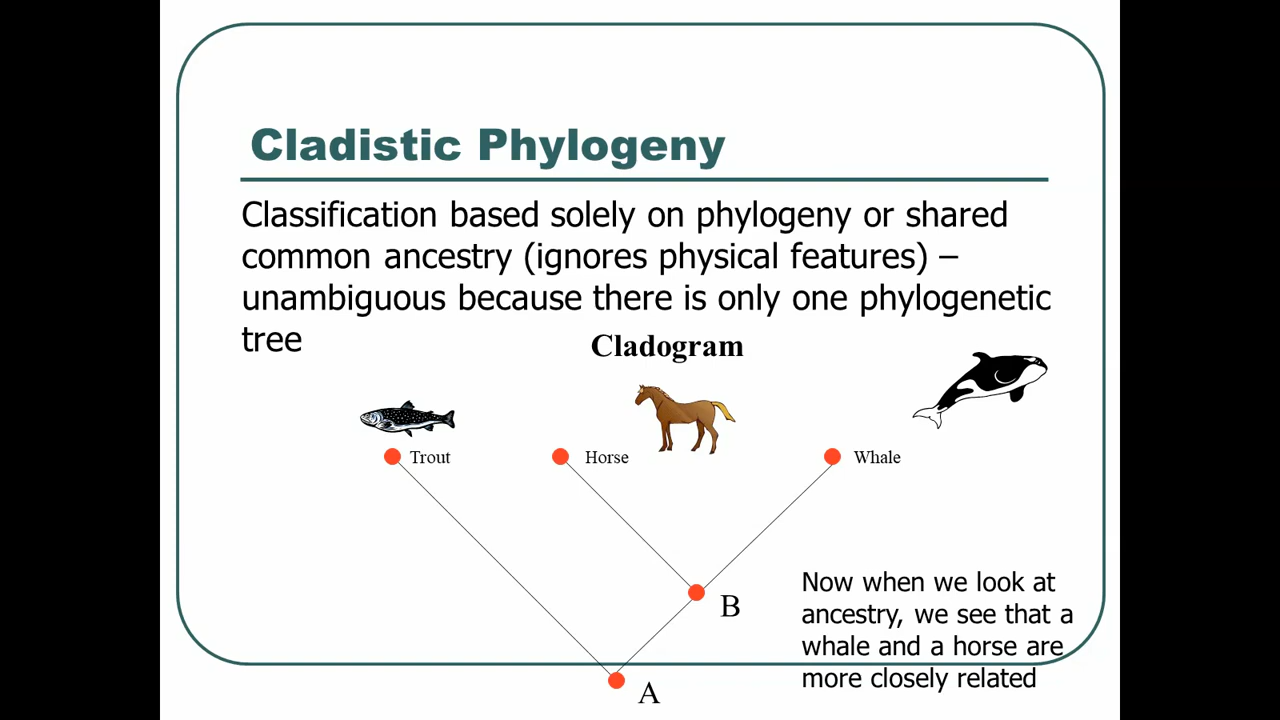 Cladistic Phylogeny
Classification based solely on phylogeny or shared
common ancestry (ignores physical features) –
unambiguous because there is only one phylogenetic
tree
Cladogram
Trout
Horse
Whale
B
A
Now when we look at
ancestry, we see that a
whale and a horse are
more closely related